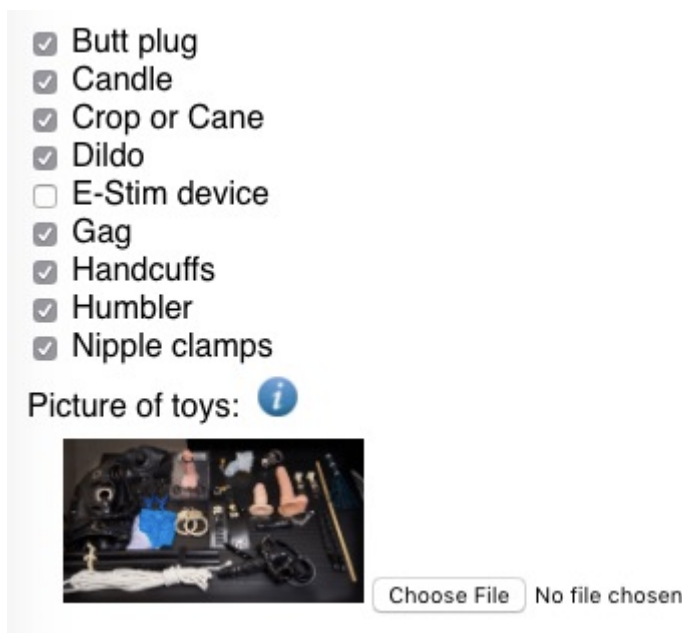 Butt plug
Candle
Crop or Cane
Dildo
E-Stim device
Gag
Handcuffs
Humbler
Nipple clamps
Picture of toys: i
Choose File No file chosen